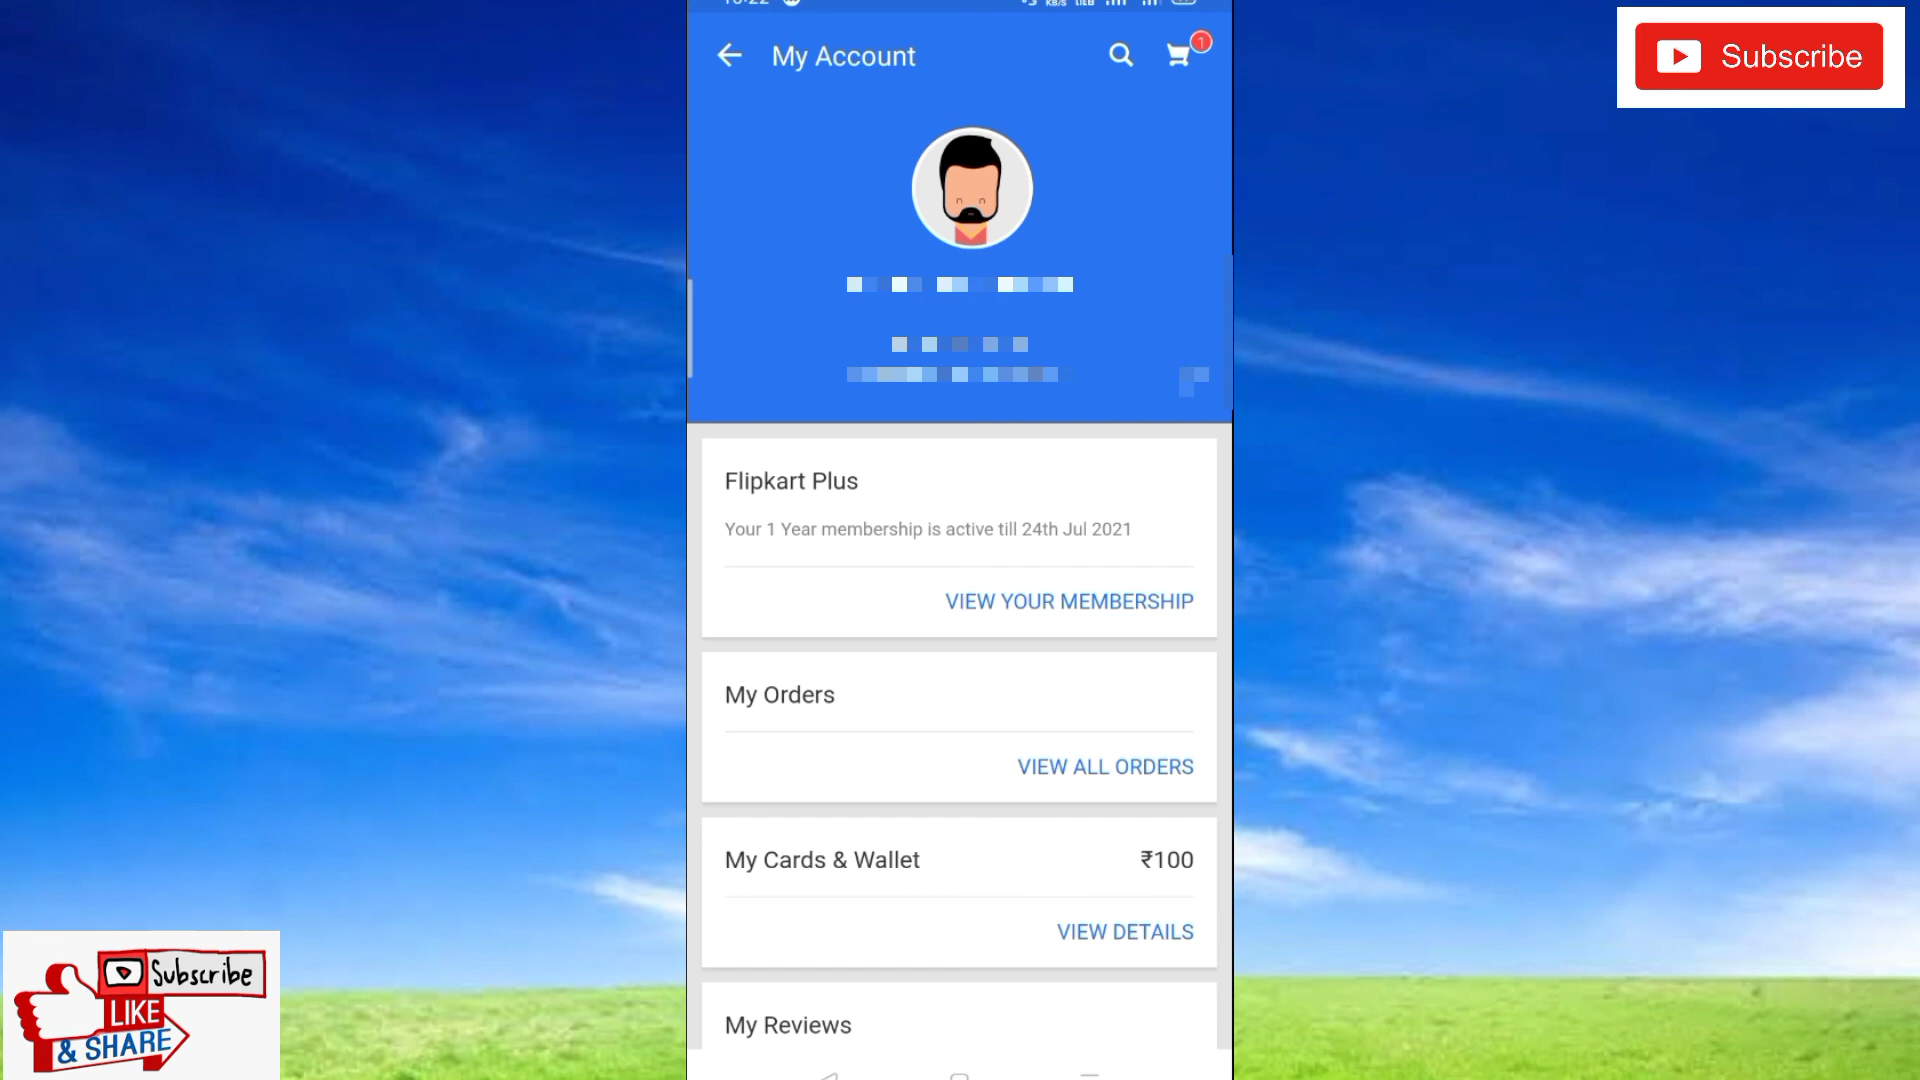 My Account
1
Subscribe
Flipkart Plus
Your 1 Year membership is active till 24th Jul 2021
VIEW YOUR MEMBERSHIP
My Orders
VIEW ALL ORDERS
My Cards & Wallet ₹100
VIEW DETAILS
My Reviews
Subscribe
LIKE
& SHARE